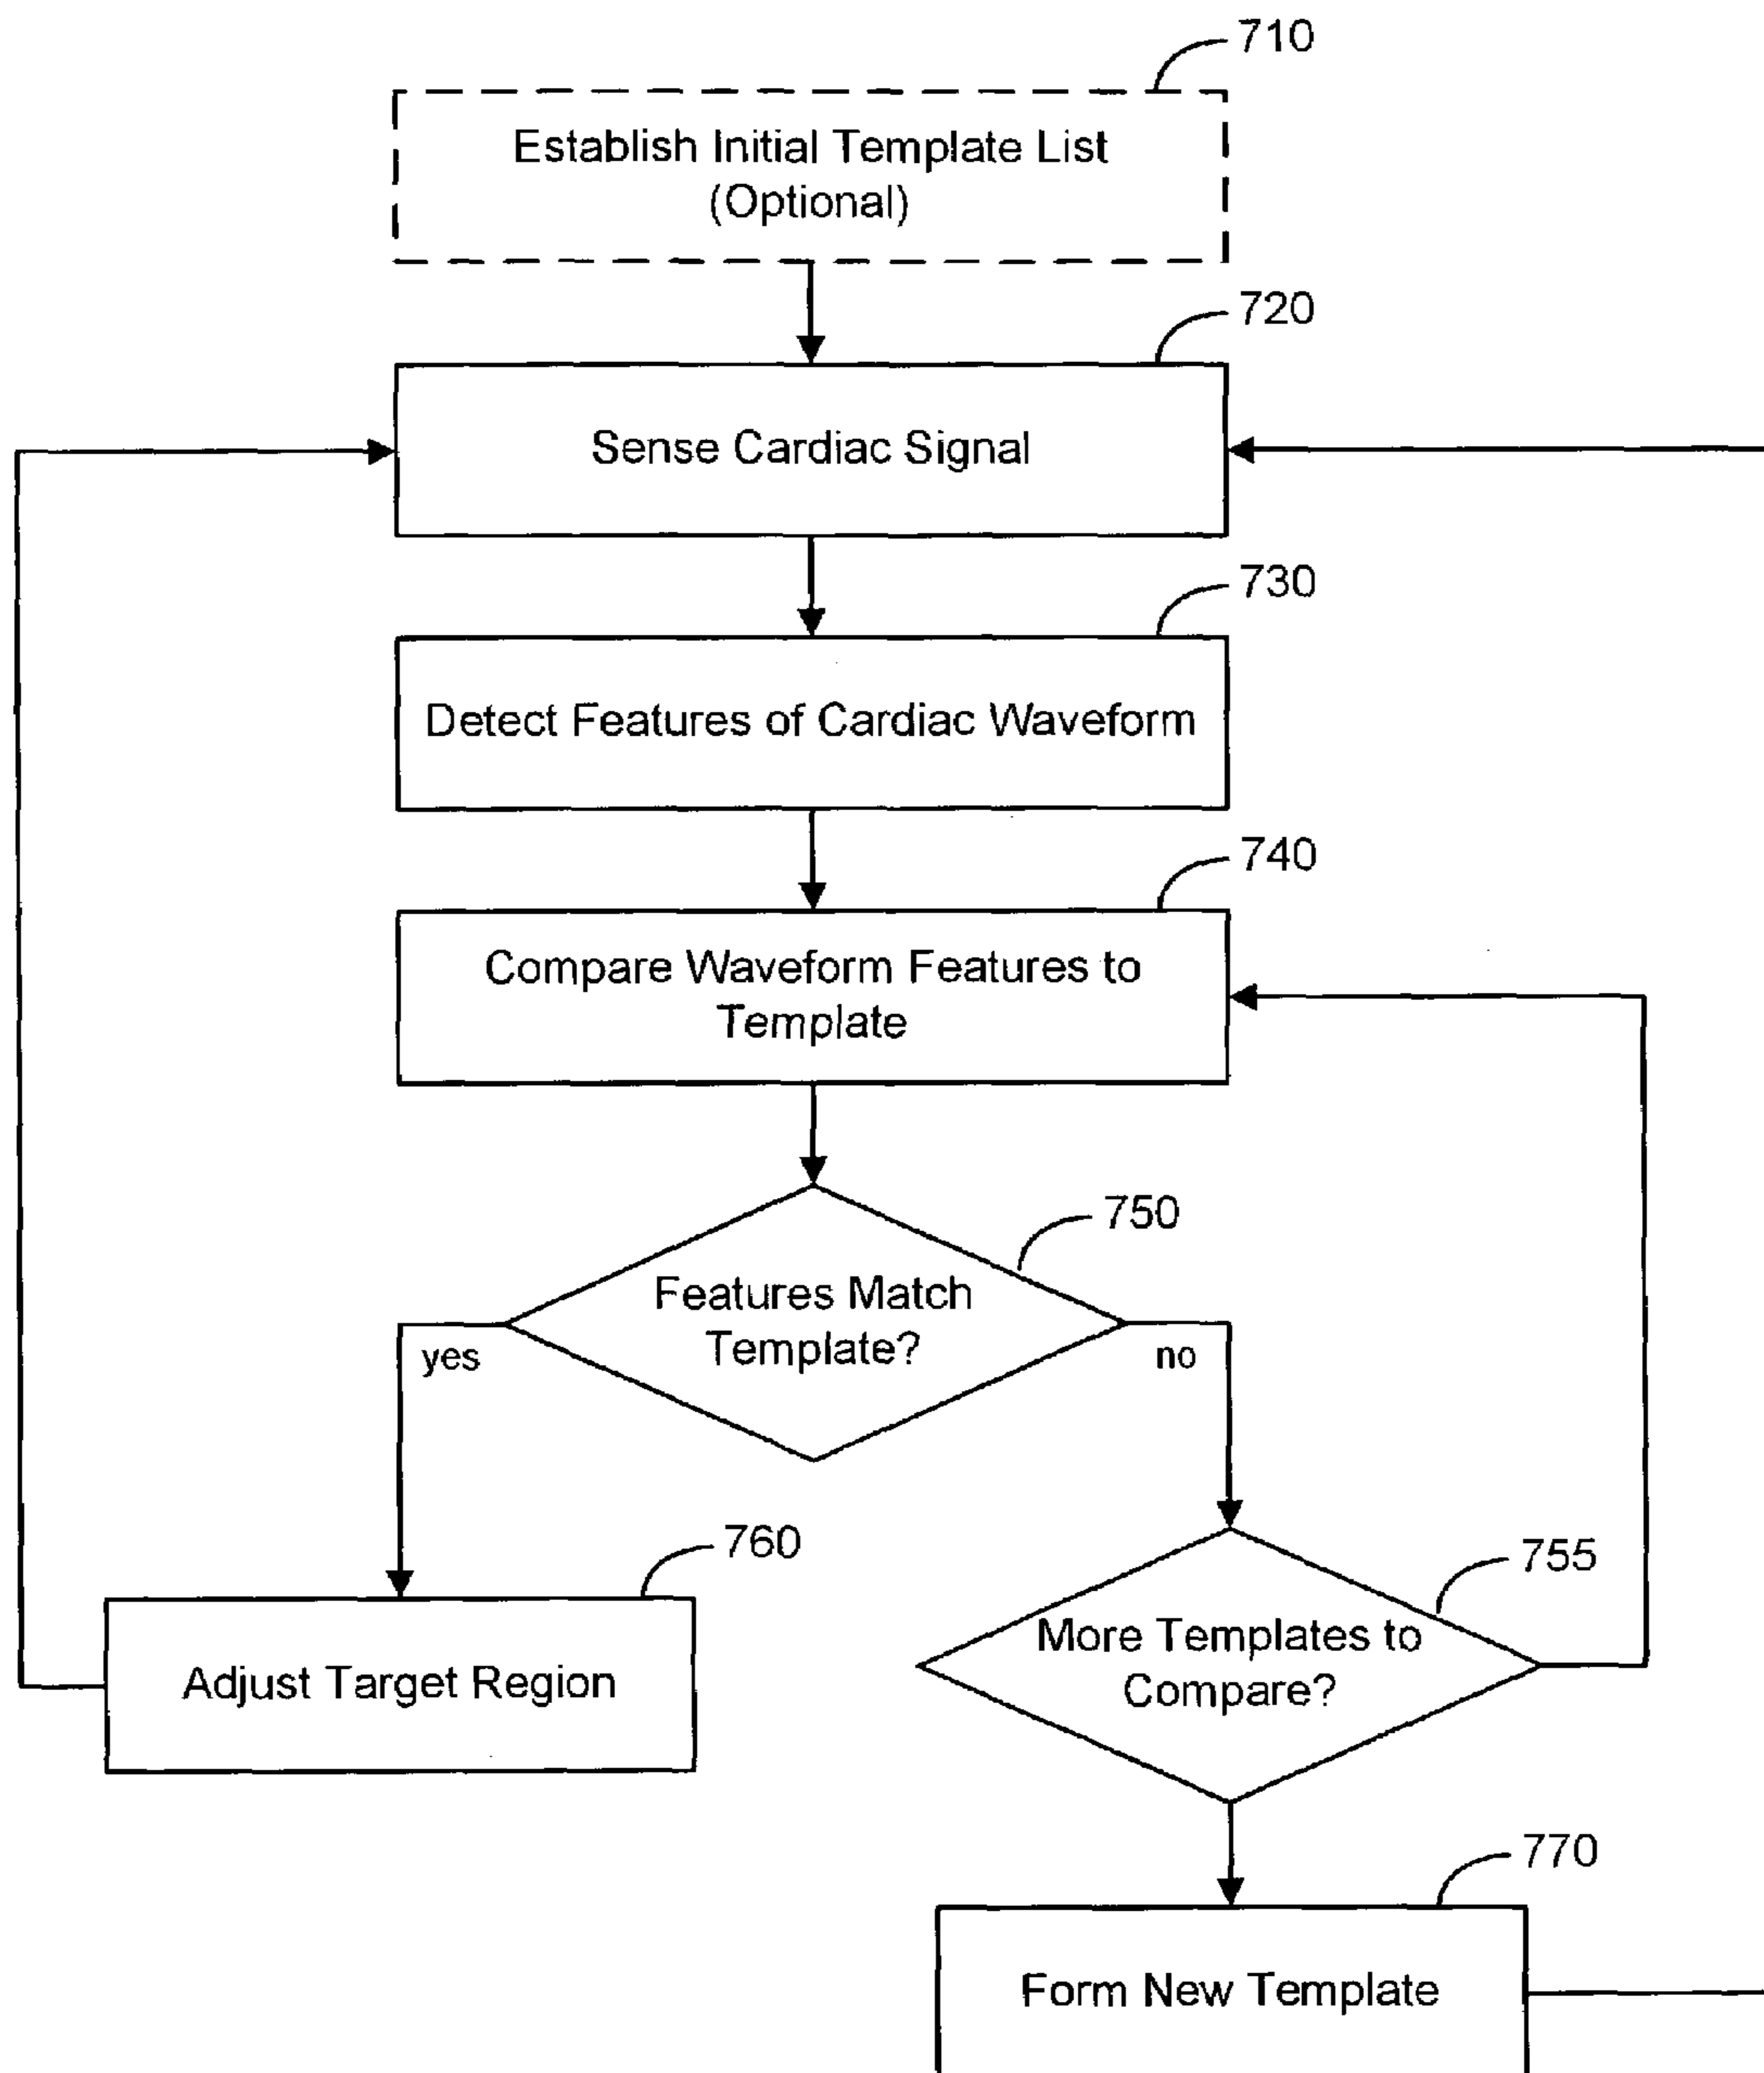 710
Establish Initial Template List
(Optional)
720
Sense Cardiac Signal
730
Detect Features of Cardiac Waveform
740
Compare Waveform Features to
Template
750
Features Match
Template?
yes
no
760
Adjust Target Region
755
More Templates to
Compare?
770
Form New Template